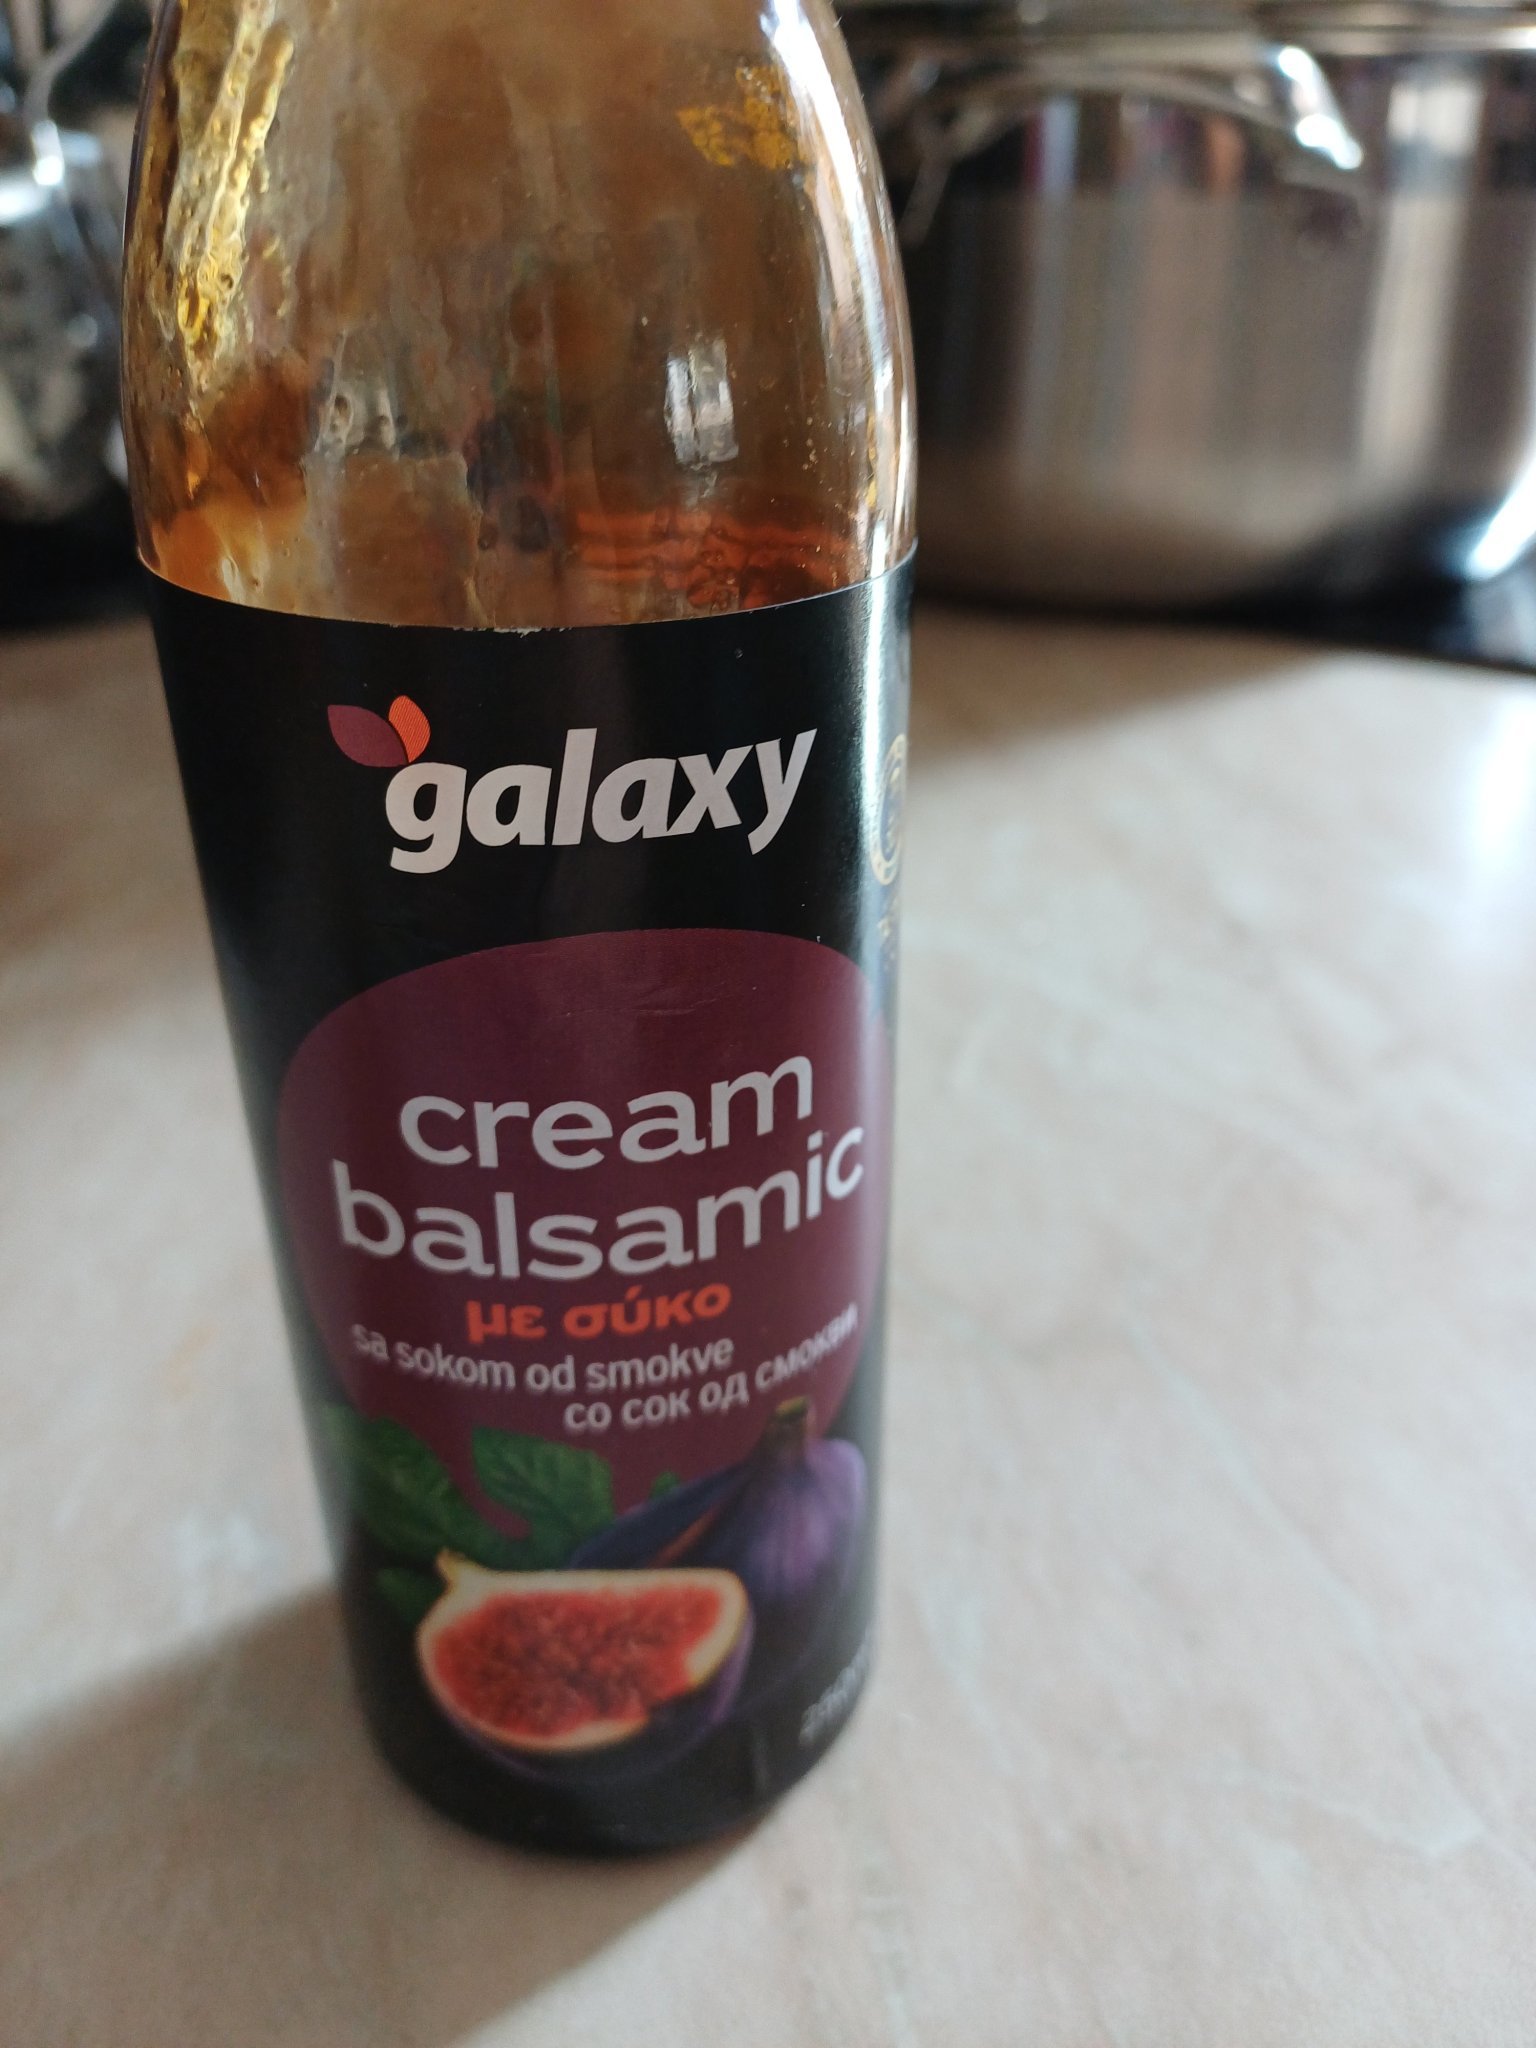 galaxy
cream
balsamic
με σύκο
sa sokom od smokve
со сок од смокви